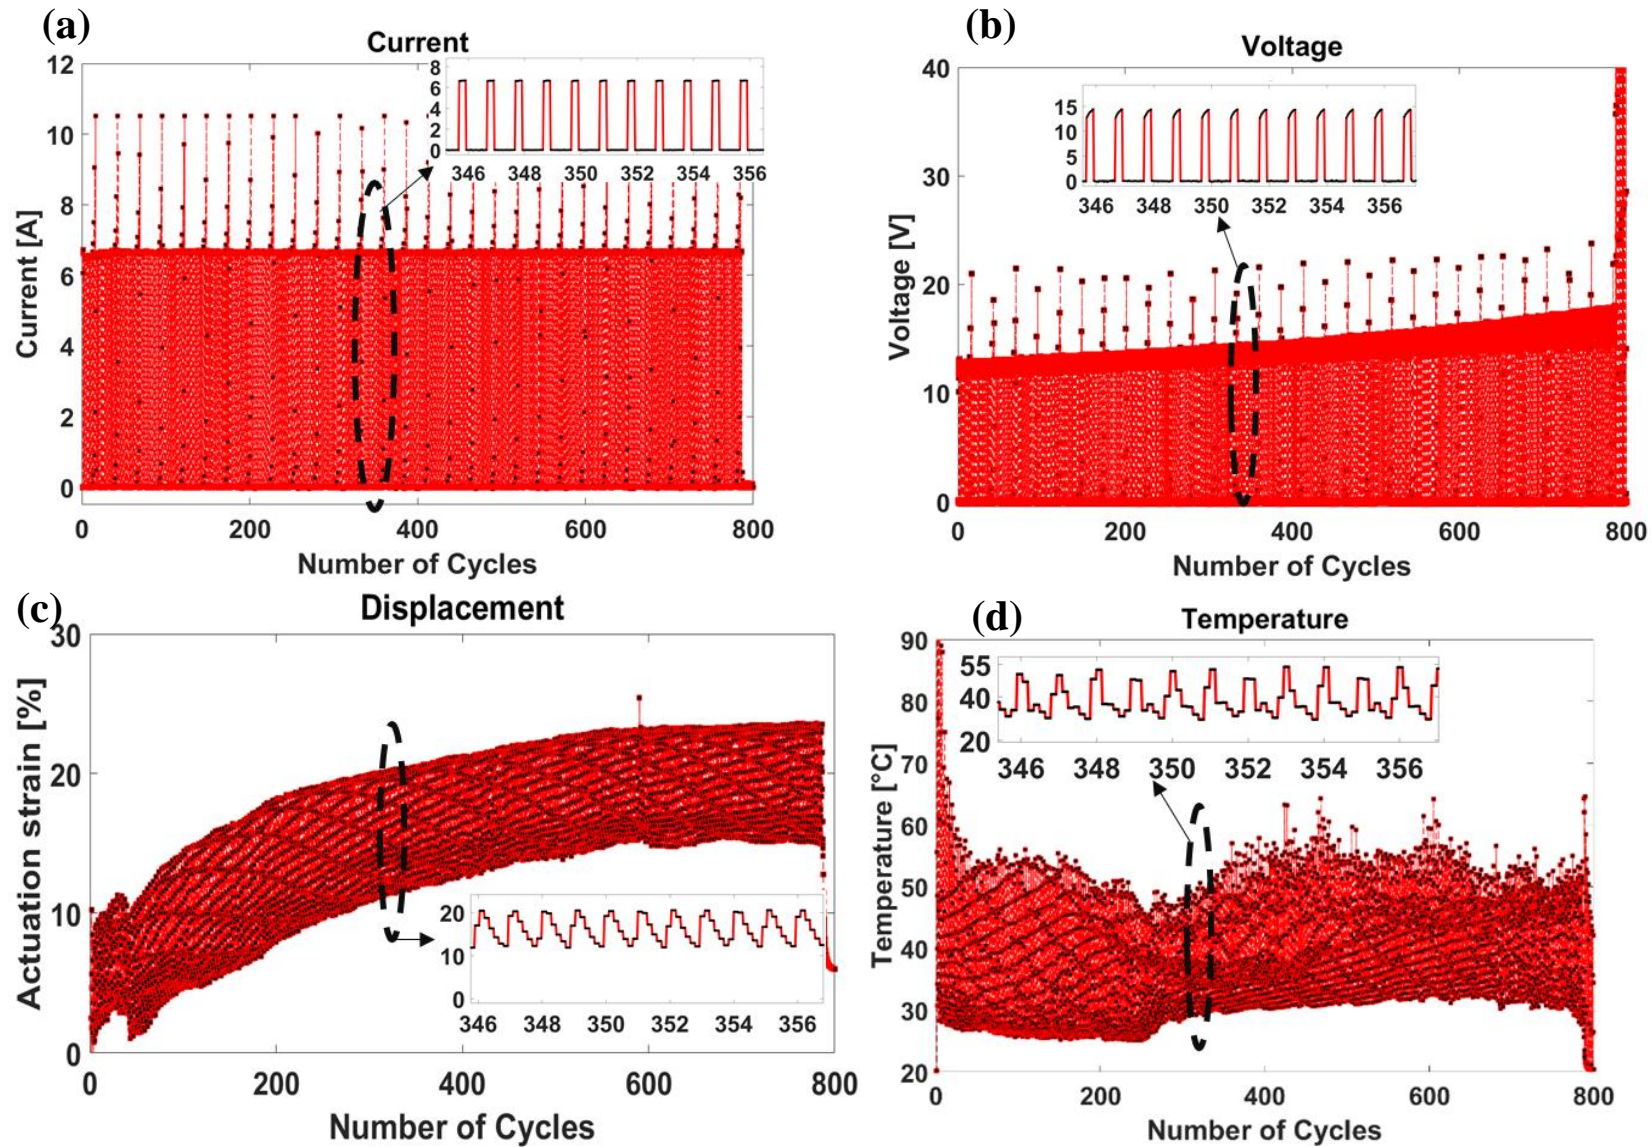 (a)
Current
Current [A]
12
10
8
6
4
2
0
8
6
4
2
0
346 348 350 352 354 356
0 200 400 600 800
Number of Cycles
(b)
Voltage
Voltage [V]
40
30
20
10
0
15
10
5
0
346 348 350 352 354 356
0 200 400 600 800
Number of Cycles
(c)
Displacement
Actuation strain [%]
30
20
10
0
20
10
0
346 348 350 352 354 356
0 200 400 600 800
Number of Cycles
(d)
Temperature
Temperature [°C]
90
80
70
60
50
40
30
20
55
40
20
346 348 350 352 354 356
0 200 400 600 800
Number of Cycles